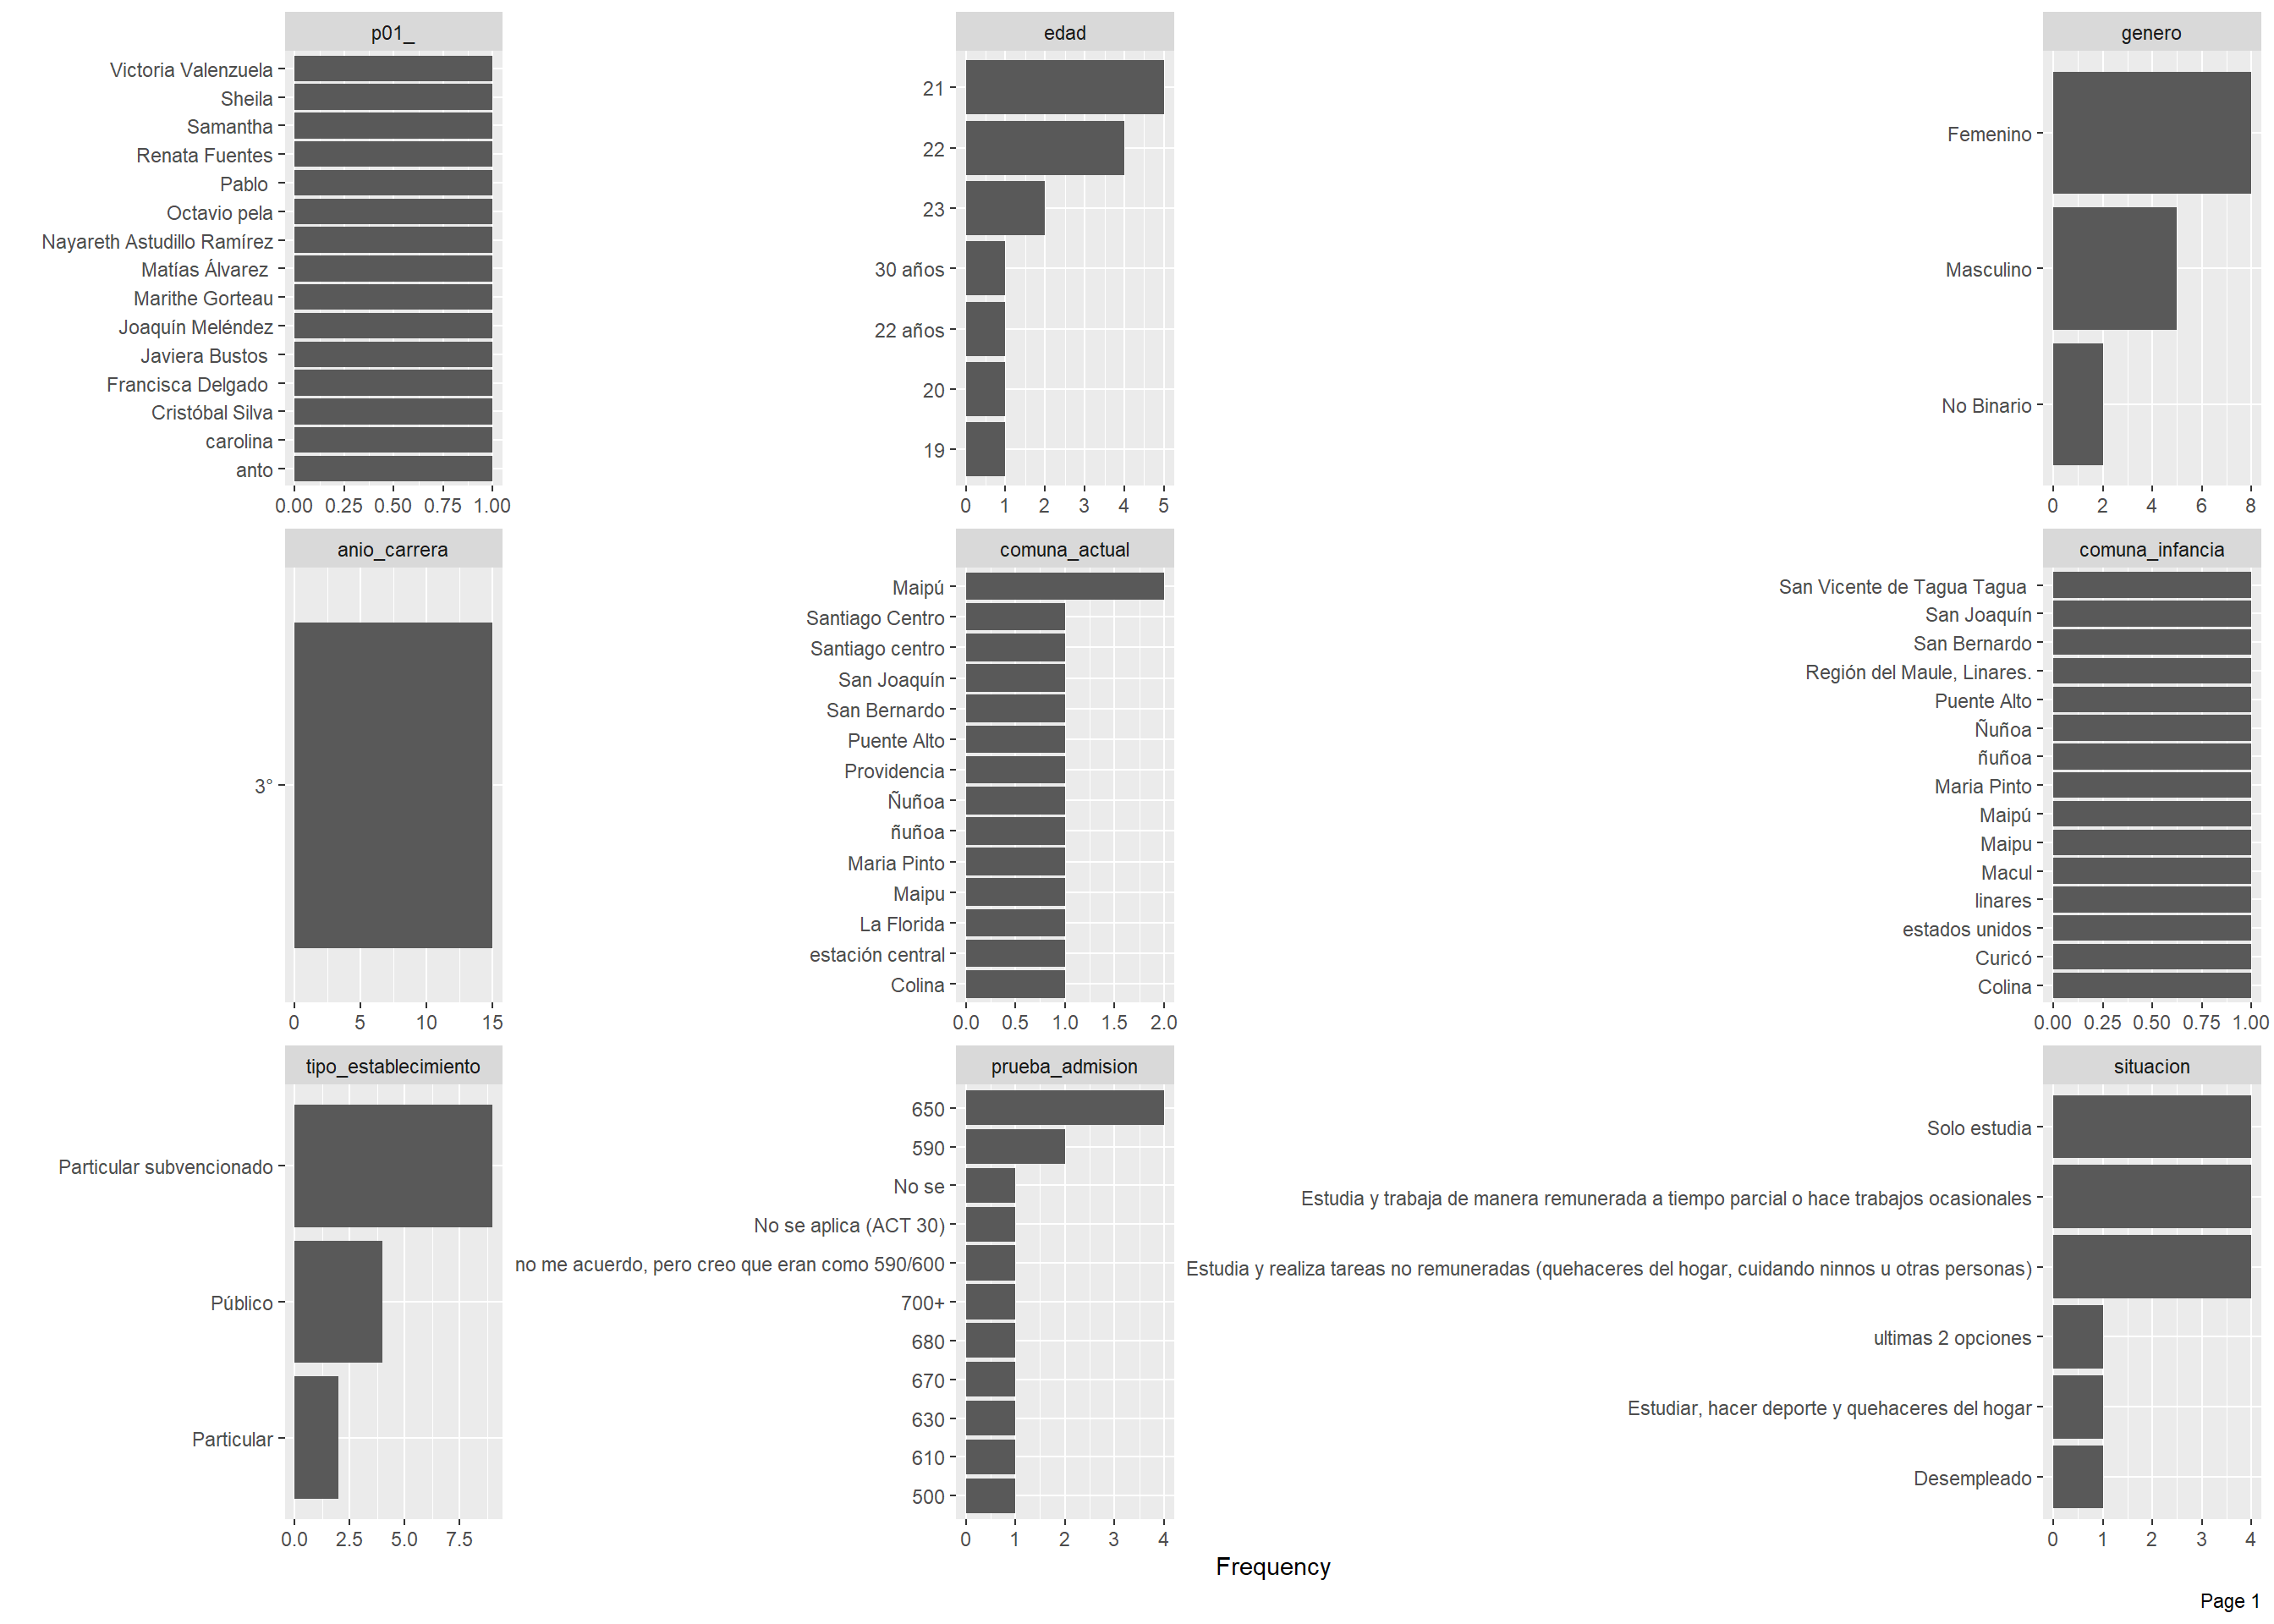 p01_
Victoria Valenzuela
Sheila
Samantha
Renata Fuentes
Pablo
Octavio pela
Nayareth Astudillo Ramírez
Matías Álvarez
Marithe Gorteau
Joaquín Meléndez
Javiera Bustos
Francisca Delgado
Cristóbal Silva
carolina
anto
0.00 0.25 0.50 0.75 1.00
edad
21
22
23
30 años
22 años
20
19
0 1 2 3 4 5
genero
Femenino
Masculino
No Binario
0 2 4 6 8
anio_carrera
3°
0 5 10 15
comuna_actual
Maipú
Santiago Centro
Santiago centro
San Joaquín
San Bernardo
Puente Alto
Providencia
Ñuñoa
ñuñoa
Maria Pinto
Maipu
La Florida
estación central
Colina
0.0 0.5 1.0 1.5 2.0
comuna_infancia
San Vicente de Tagua Tagua
San Joaquín
San Bernardo
Región del Maule, Linares.
Puente Alto
Ñuñoa
ñuñoa
Maria Pinto
Maipú
Maipu
Macul
linares
estados unidos
Curicó
Colina
0.00 0.25 0.50 0.75 1.00
tipo_establecimiento
Particular subvencionado
Público
Particular
0.0 2.5 5.0 7.5
prueba_admision
650
590
No se
No se aplica (ACT 30)
no me acuerdo, pero creo que eran como 590/600
700+
680
670
630
610
500
0 1 2 3 4
situacion
Solo estudia
Estudia y trabaja de manera remunerada a tiempo parcial o hace trabajos ocasionales
Estudia y realiza tareas no remuneradas (quehaceres del hogar, cuidando ninnos u otras personas)
ultimas 2 opciones
Estudiar, hacer deporte y quehaceres del hogar
Desempleado
0 1 2 3 4
Frequency
Page 1